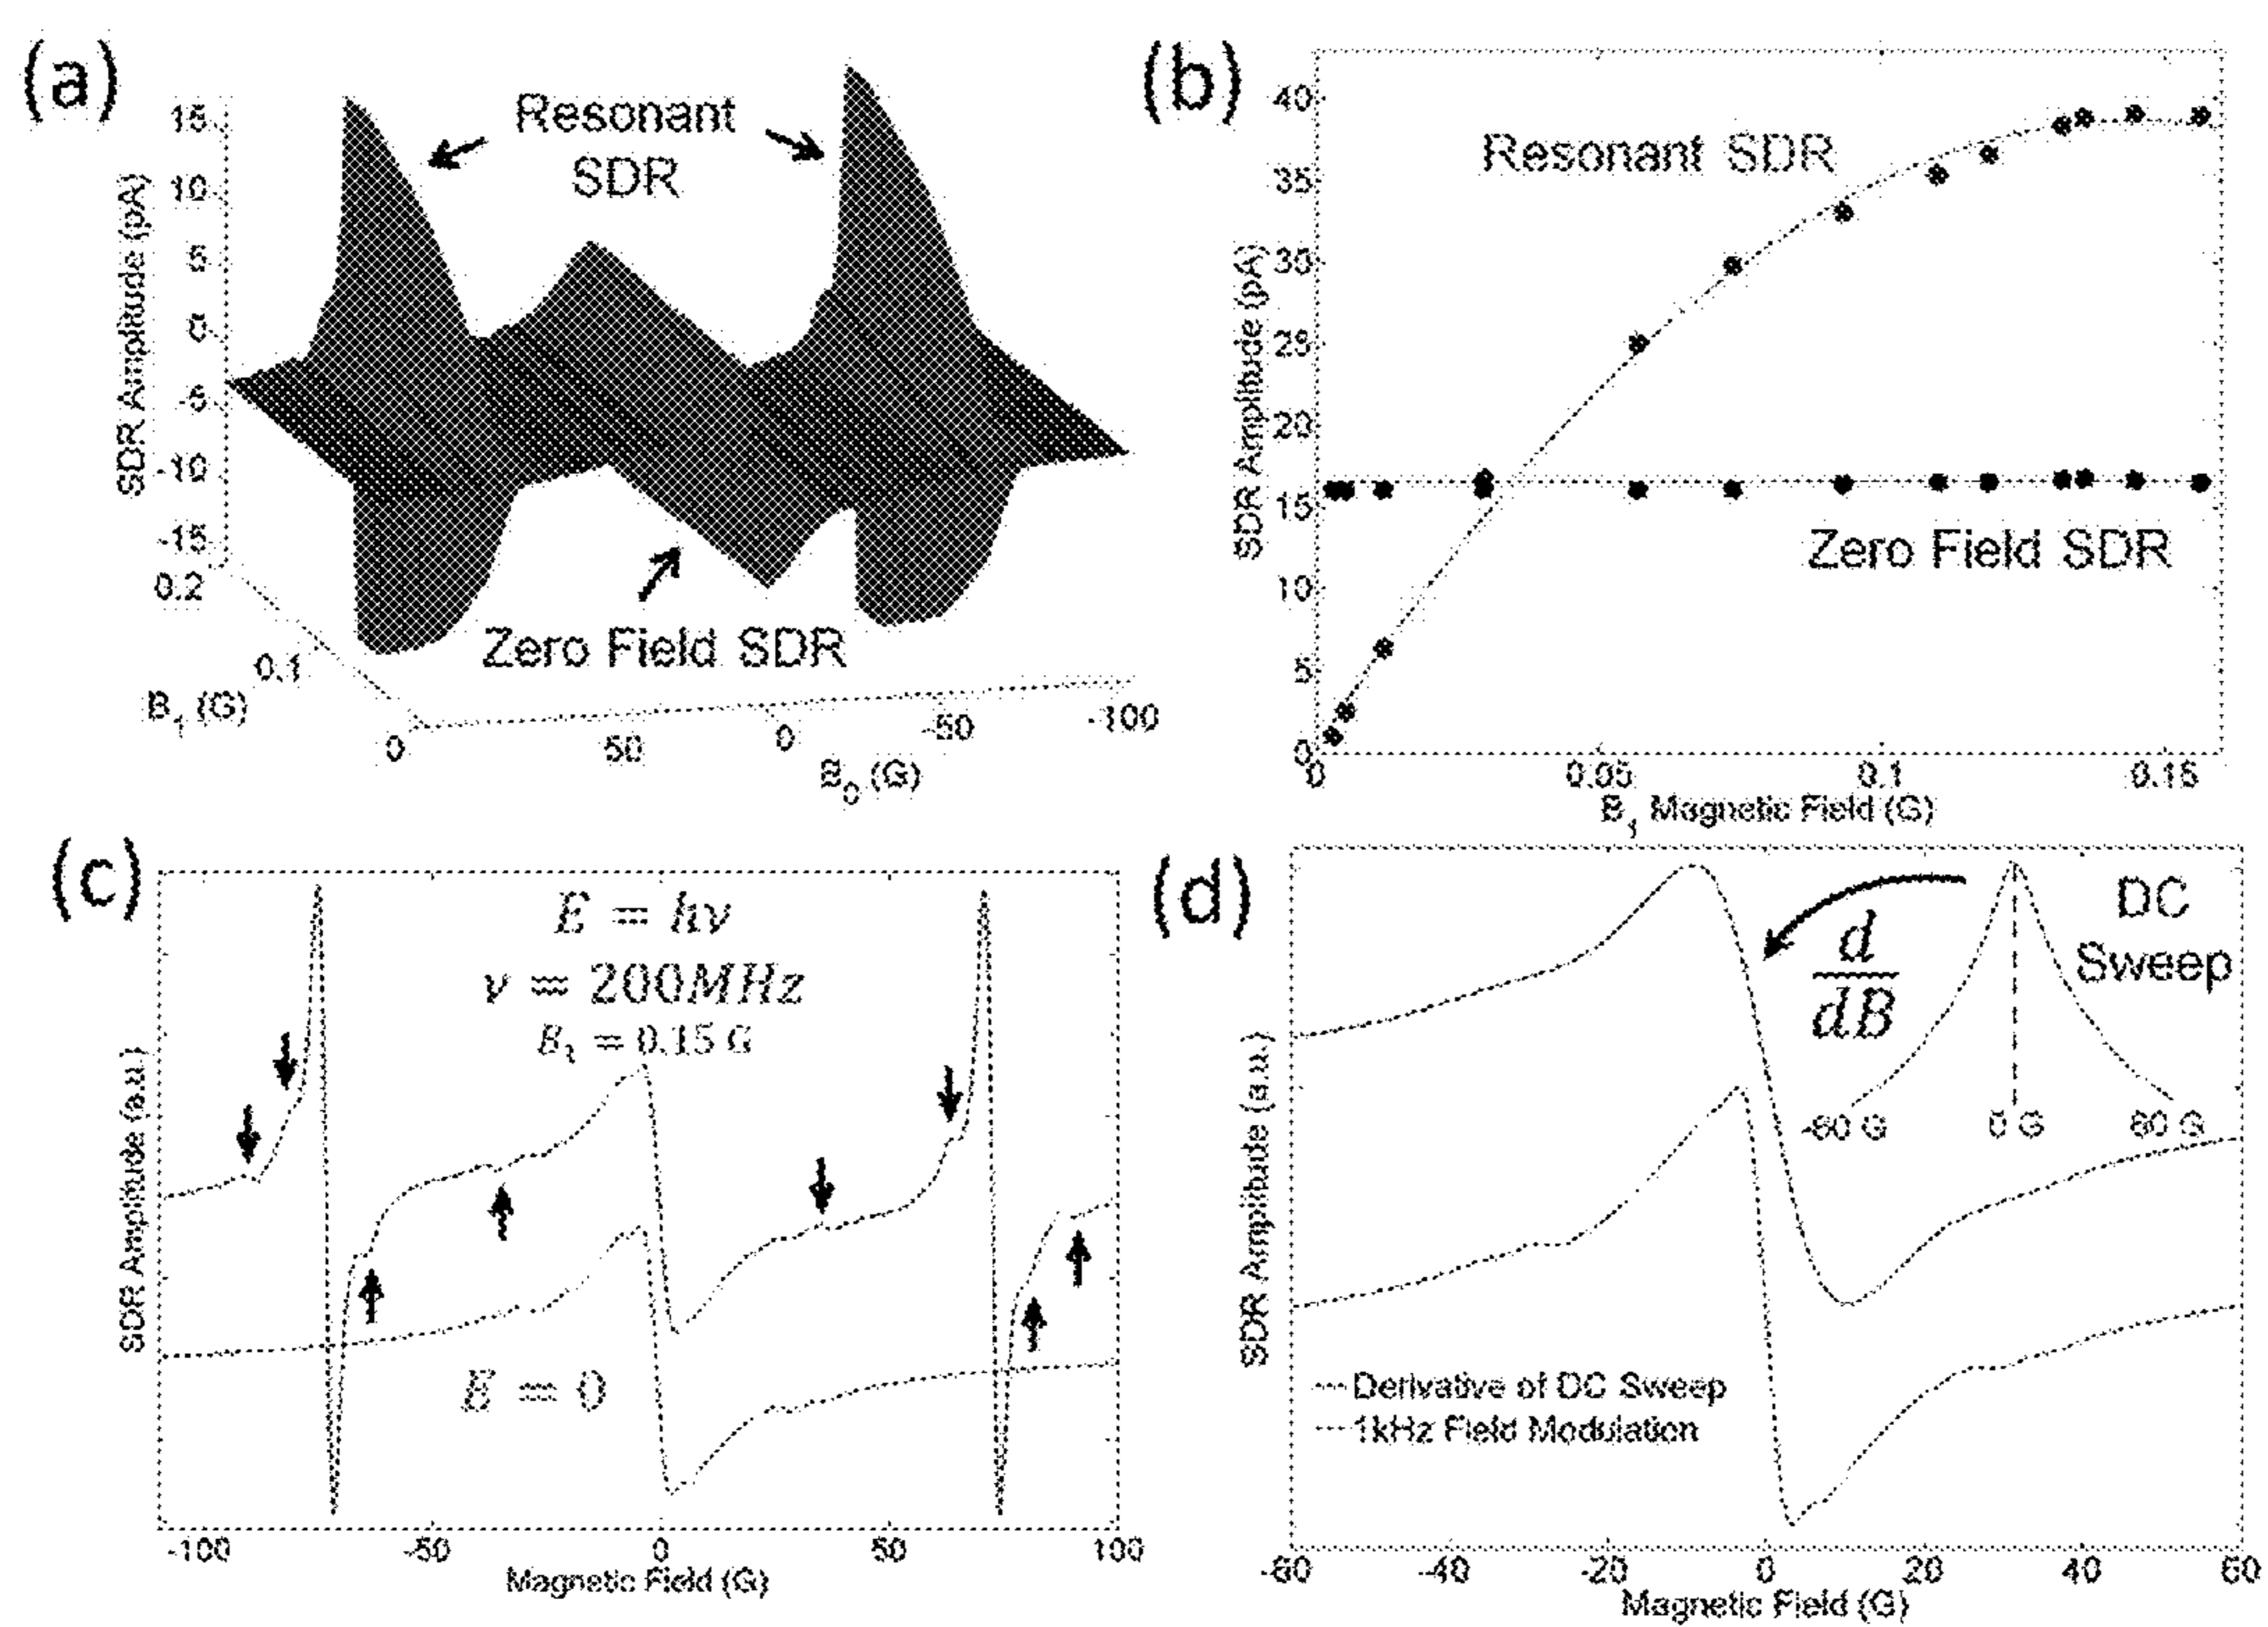 (a)
Resonant
SDR
SDR Amplitude (pA)
15
10
5
0
-5
-10
-15
0.2
0.1
0
B1 (G)
Zero Field SDR
50
0
-50
-100
B0 (G)
(b)
40
35
30
25
20
15
10
5
0
SDR Amplitude (pA)
Resonant SDR
Zero Field SDR
0
0.05
0.1
0.15
B1 Magnetic Field (G)
(c)
E = hν
ν = 200MHz
B1 = 0.15 G
E = 0
SDR Amplitude (a.u.)
-100
-50
0
50
100
Magnetic Field (G)
(d)
DC
Sweep
d
dB
0 G
SDR Amplitude (a.u.)
Derivative of DC Sweep
1kHz Field Modulation
-60
-40
-20
0
20
40
60
Magnetic Field (G)